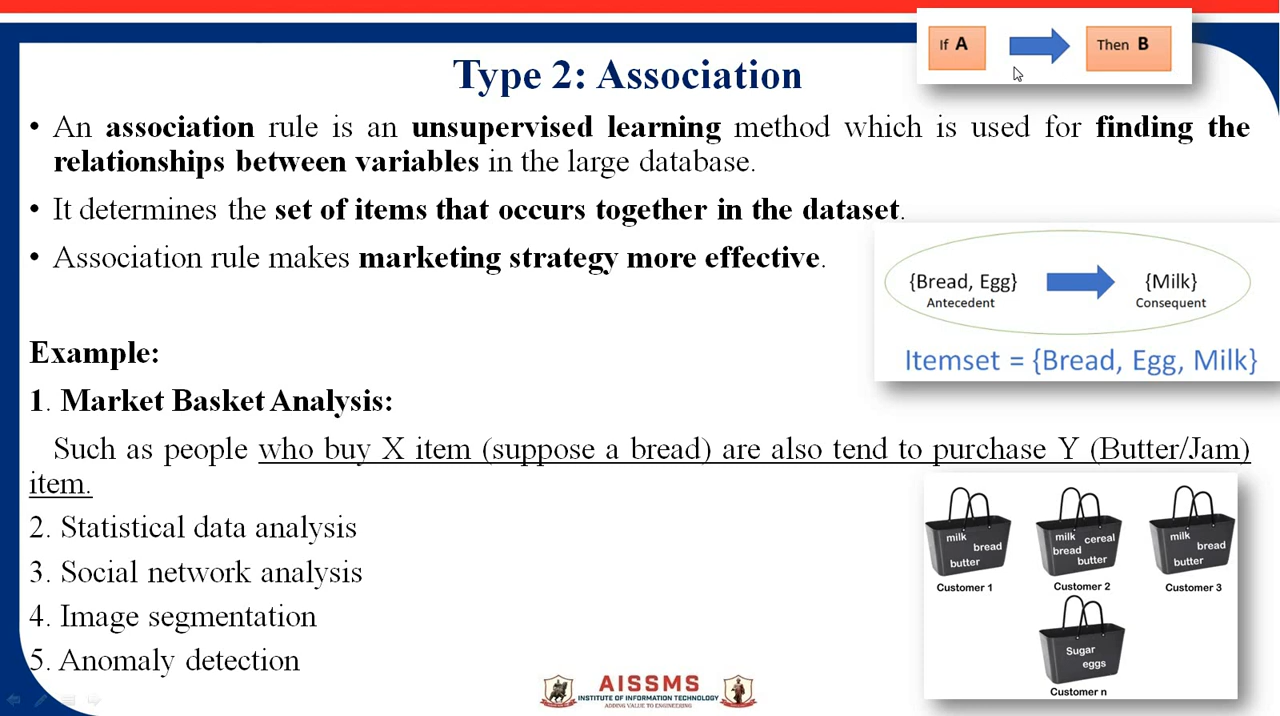 If A
Then B
Type 2: Association
• An association rule is an unsupervised learning method which is used for finding the
relationships between variables in the large database.
• It determines the set of items that occurs together in the dataset.
• Association rule makes marketing strategy more effective.
{Bread, Egg}
{Milk}
Antecedent
Consequent
Itemset = {Bread, Egg, Milk}
Example:
1. Market Basket Analysis:
Such as people who buy X item (suppose a bread) are also tend to purchase Y (Butter/Jam)
item.
2. Statistical data analysis
3. Social network analysis
4. Image segmentation
5. Anomaly detection
milk
bread
butter
Customer 1
milk
cereal
bread
butter
Customer 2
milk
bread
butter
Customer 3
Sugar
eggs
Customer n
AISSMS
INSTITUTE OF INFORMATION TECHNOLOGY
ADDING VALUE TO ENGINEERING